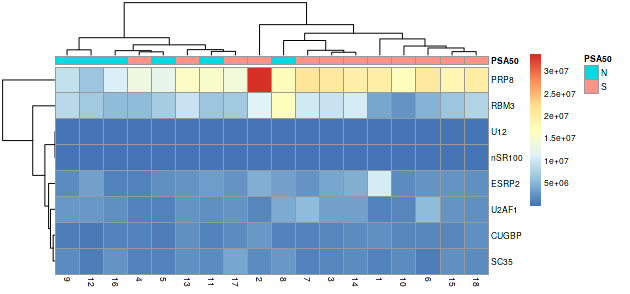 PSA50
PRP8
RBM3
U12
nSR100
ESRP2
U2AF1
CUGBP
SC35
9 12 16 4 5 13 11 17 2 8 7 3 14 1 10 6 15 18
3e+07
2.5e+07
2e+07
1.5e+07
1e+07
5e+06
PSA50
N
S